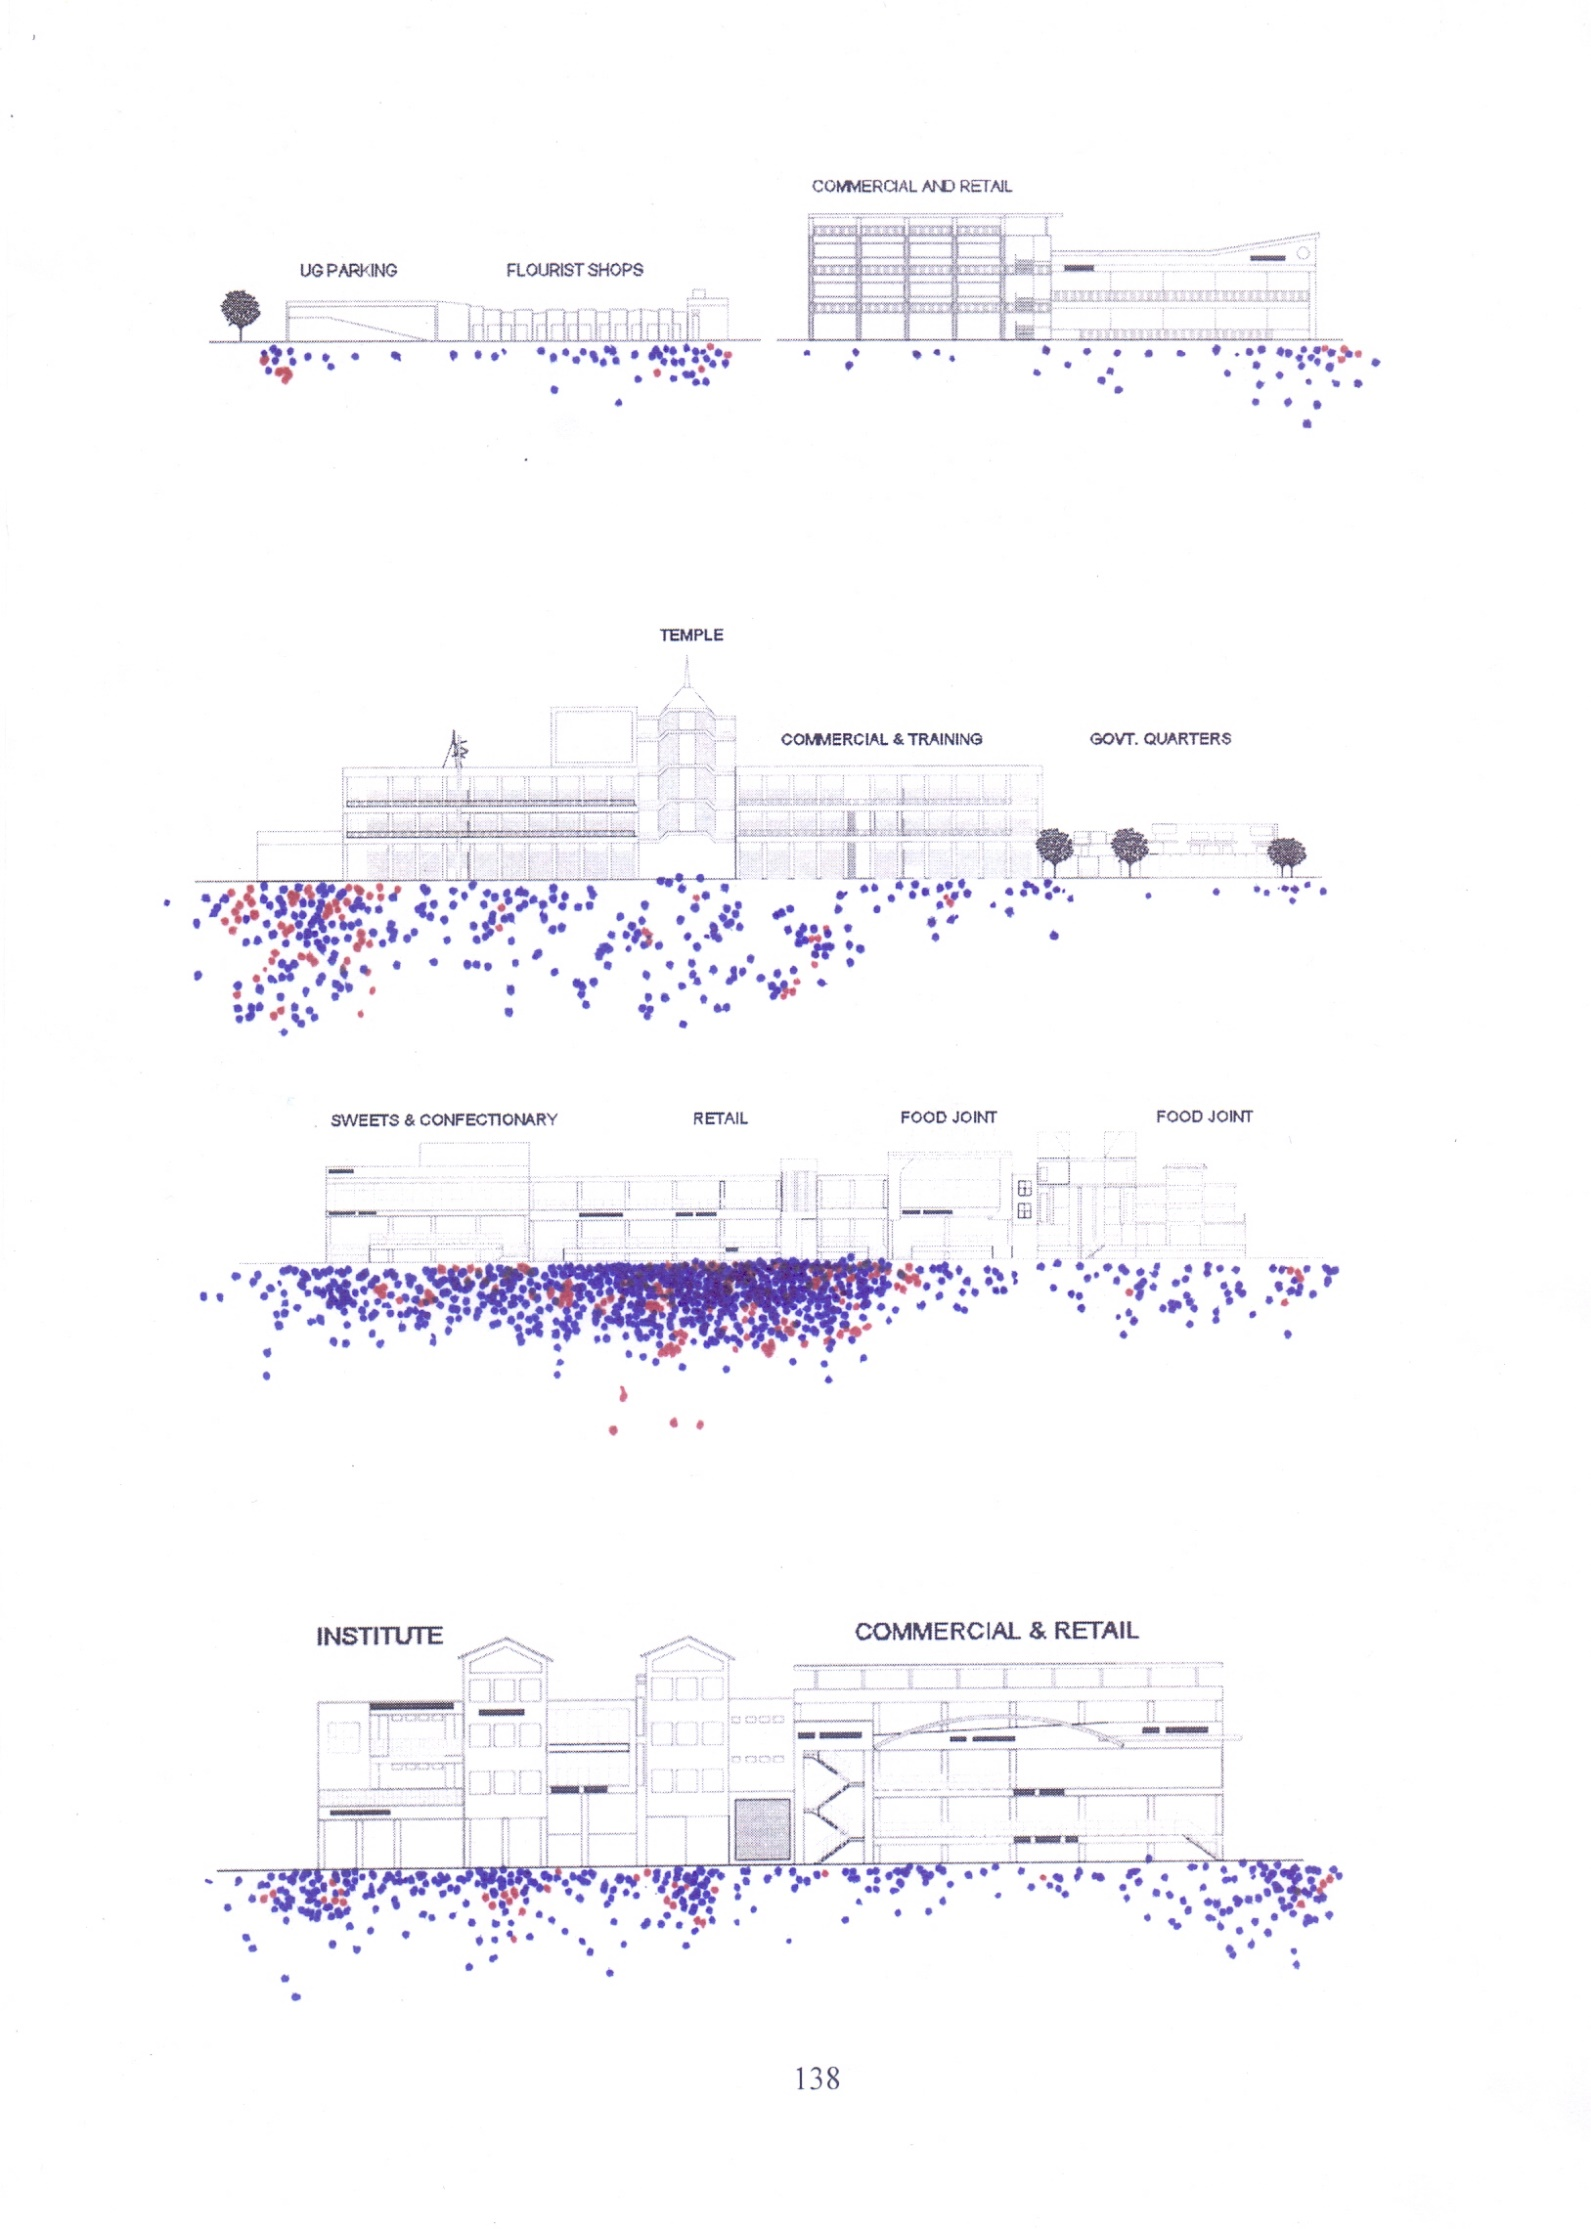 COMMERCIAL AND RETAIL
UG PARKING
FLOURIST SHOPS
TEMPLE
COMMERCIAL & TRAINING
GOVT. QUARTERS
SWEETS & CONFECTIONARY
RETAIL
FOOD JOINT
FOOD JOINT
INSTITUTE
COMMERCIAL & RETAIL
138